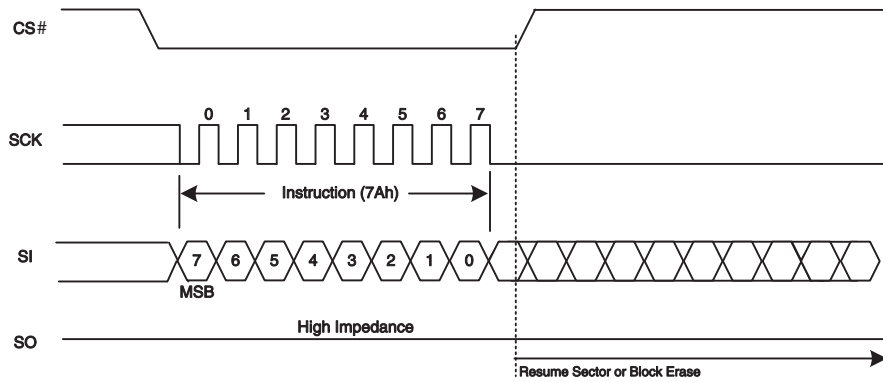 CS#
0 1 2 3 4 5 6 7
SCK
Instruction (7Ah)
SI
7 6 5 4 3 2 1 0
MSB
High Impedance
SO
Resume Sector or Block Erase